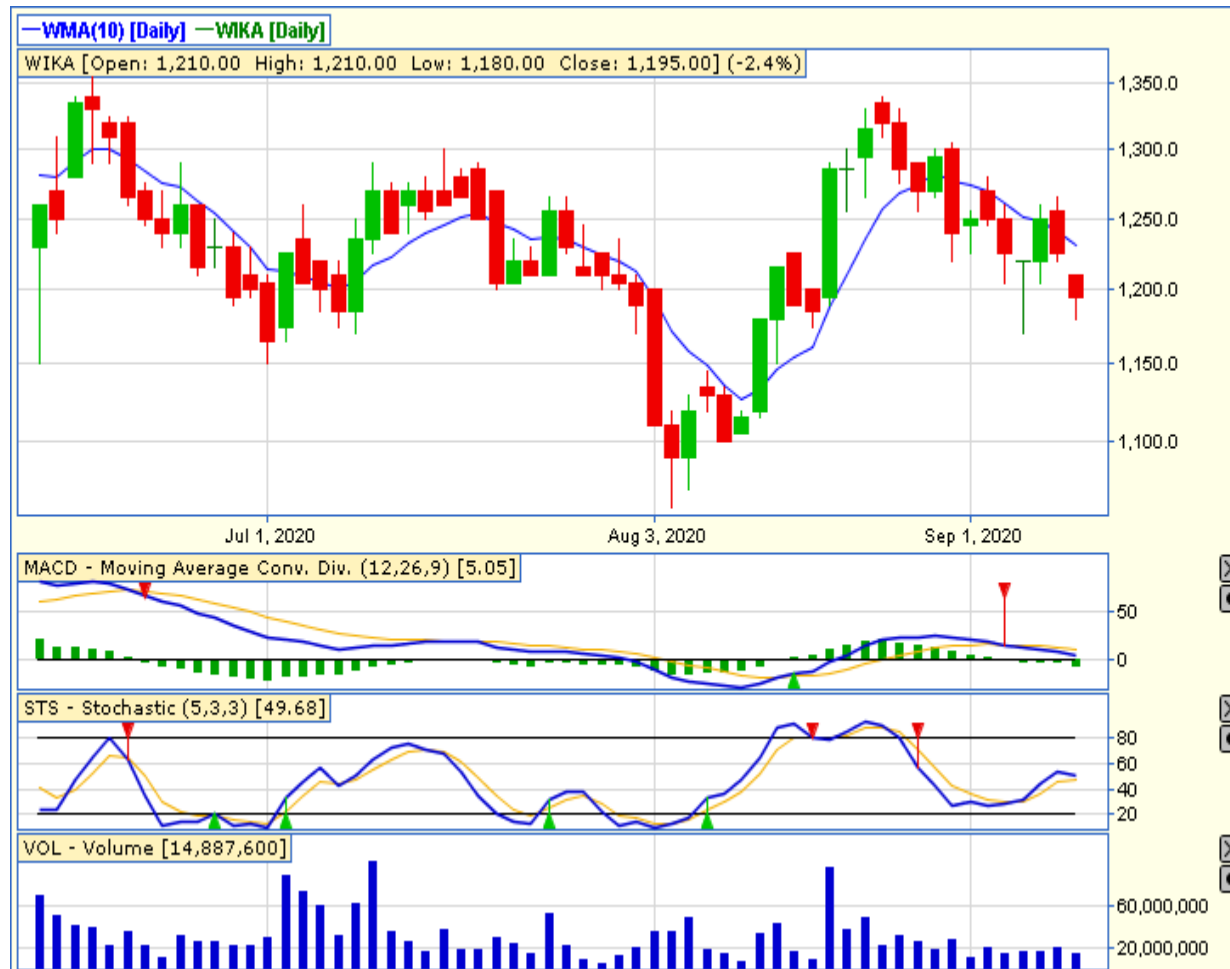 WMA(10) [Daily] WIKA [Daily]
WIKA [Open: 1,210.00 High: 1,210.00 Low: 1,180.00 Close: 1,195.00] (-2.4%)
1,350.0
1,300.0
1,250.0
1,200.0
1,150.0
1,100.0
Jul 1, 2020 Aug 3, 2020 Sep 1, 2020
MACD - Moving Average Conv. Div. (12,26,9) [5.05]
50
0
STS - Stochastic (5,3,3) [49.68]
80
60
40
20
VOL - Volume [14,887,600]
60,000,000
20,000,000